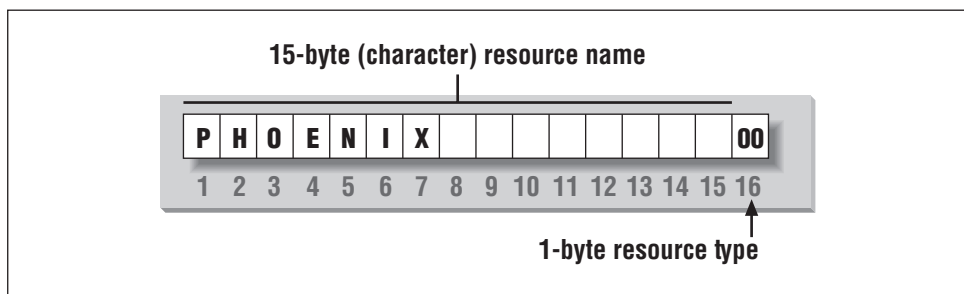 15-byte (character) resource name
P H O E N I X 00
1 2 3 4 5 6 7 8 9 10 11 12 13 14 15 16
1-byte resource type